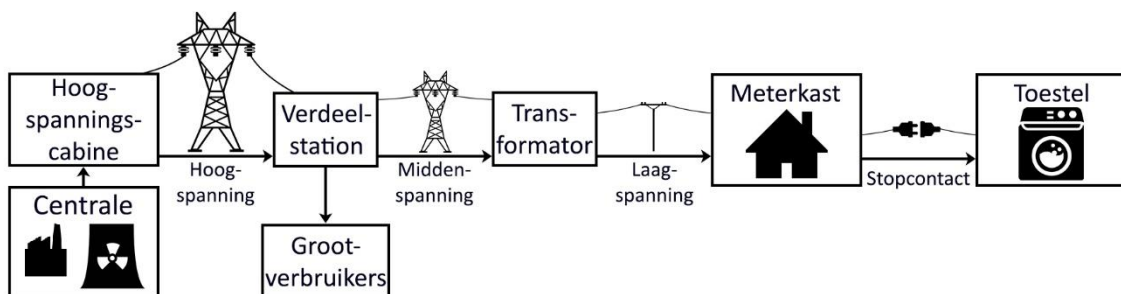 Hoog-
spannings-
cabine
Centrale
Hoog-
spanning
Verdeel-
station
Groot-
verbruikers
Midden-
spanning
Trans-
formator
Laag-
spanning
Meterkast
Stopcontact
Toestel